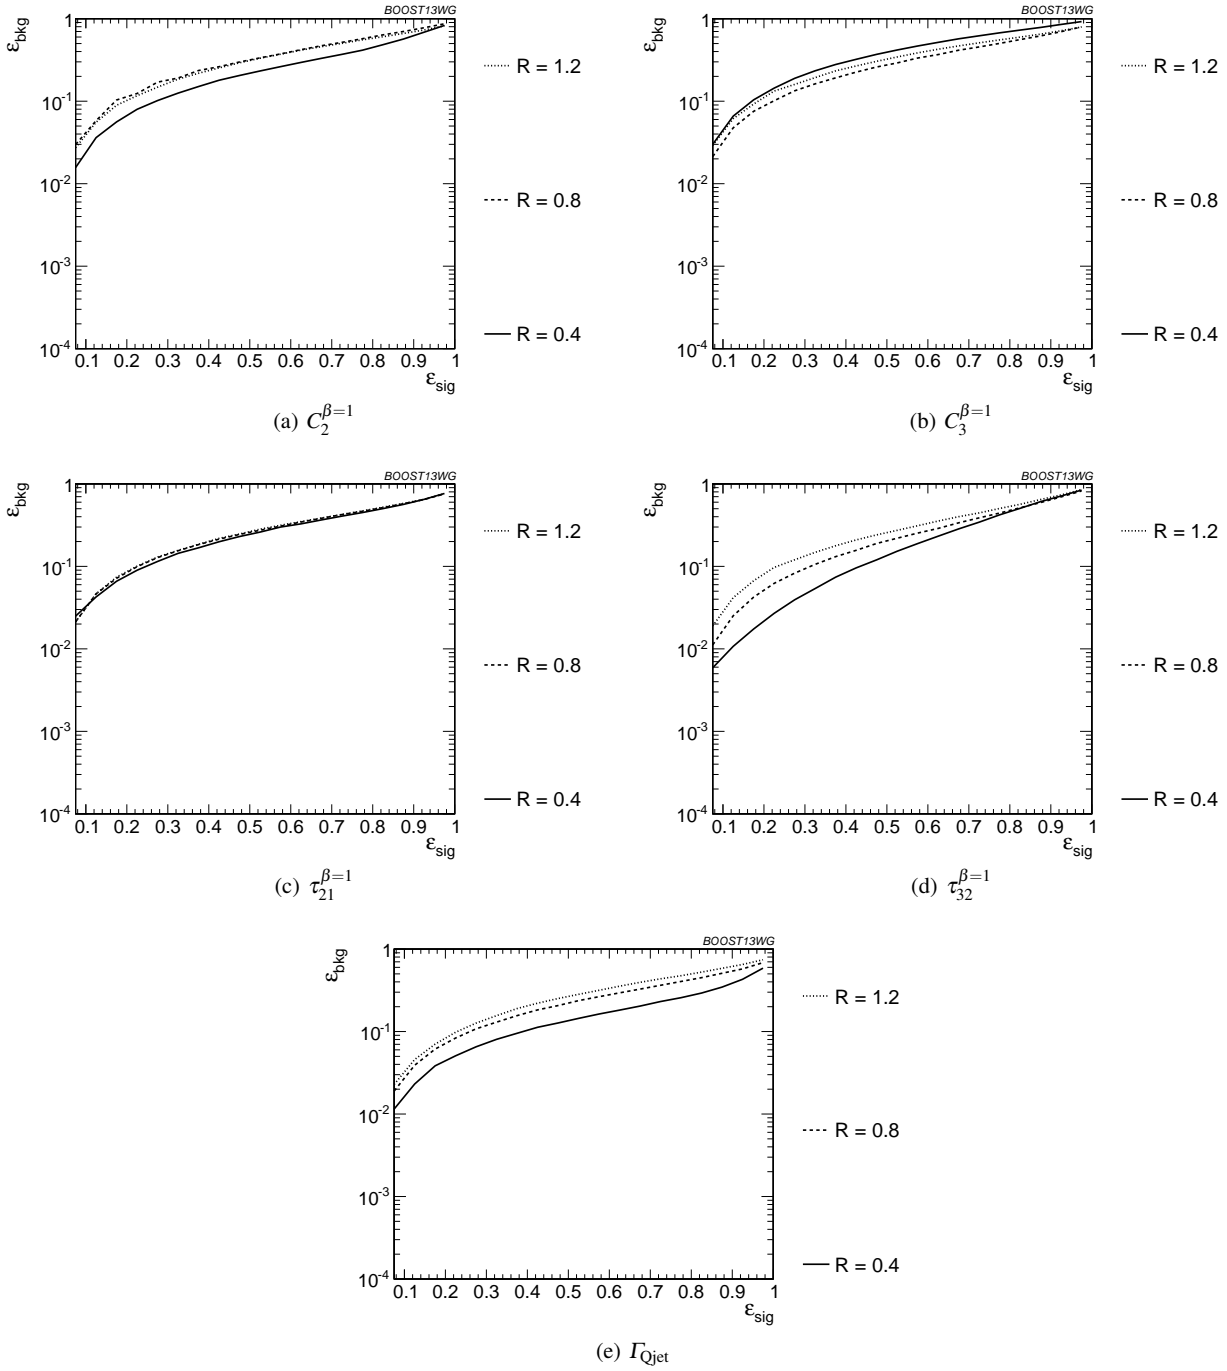 BOOST13WG
ε_bkg
1
10^-1
10^-2
10^-3
10^-4
0.1 0.2 0.3 0.4 0.5 0.6 0.7 0.8 0.9 1
ε_sig
R = 1.2
R = 0.8
R = 0.4
(a) C_2^{β=1}
BOOST13WG
ε_bkg
1
10^-1
10^-2
10^-3
10^-4
0.1 0.2 0.3 0.4 0.5 0.6 0.7 0.8 0.9 1
ε_sig
R = 1.2
R = 0.8
R = 0.4
(b) C_3^{β=1}
BOOST13WG
ε_bkg
1
10^-1
10^-2
10^-3
10^-4
0.1 0.2 0.3 0.4 0.5 0.6 0.7 0.8 0.9 1
ε_sig
R = 1.2
R = 0.8
R = 0.4
(c) τ_{21}^{β=1}
BOOST13WG
ε_bkg
1
10^-1
10^-2
10^-3
10^-4
0.1 0.2 0.3 0.4 0.5 0.6 0.7 0.8 0.9 1
ε_sig
R = 1.2
R = 0.8
R = 0.4
(d) τ_{32}^{β=1}
BOOST13WG
ε_bkg
1
10^-1
10^-2
10^-3
10^-4
0.1 0.2 0.3 0.4 0.5 0.6 0.7 0.8 0.9 1
ε_sig
R = 1.2
R = 0.8
R = 0.4
(e) Γ_Qjet